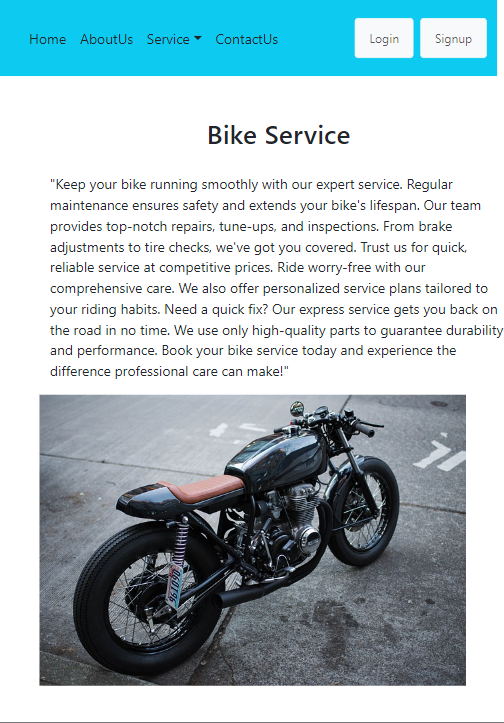 Home AboutUs Service ContactUs Login Signup
Bike Service
"Keep your bike running smoothly with our expert service. Regular
maintenance ensures safety and extends your bike's lifespan. Our team
provides top-notch repairs, tune-ups, and inspections. From brake
adjustments to tire checks, we've got you covered. Trust us for quick,
reliable service at competitive prices. Ride worry-free with our
comprehensive care. We also offer personalized service plans tailored to
your riding habits. Need a quick fix? Our express service gets you back on
the road in no time. We use only high-quality parts to guarantee durability
and performance. Book your bike service today and experience the
difference professional care can make!"